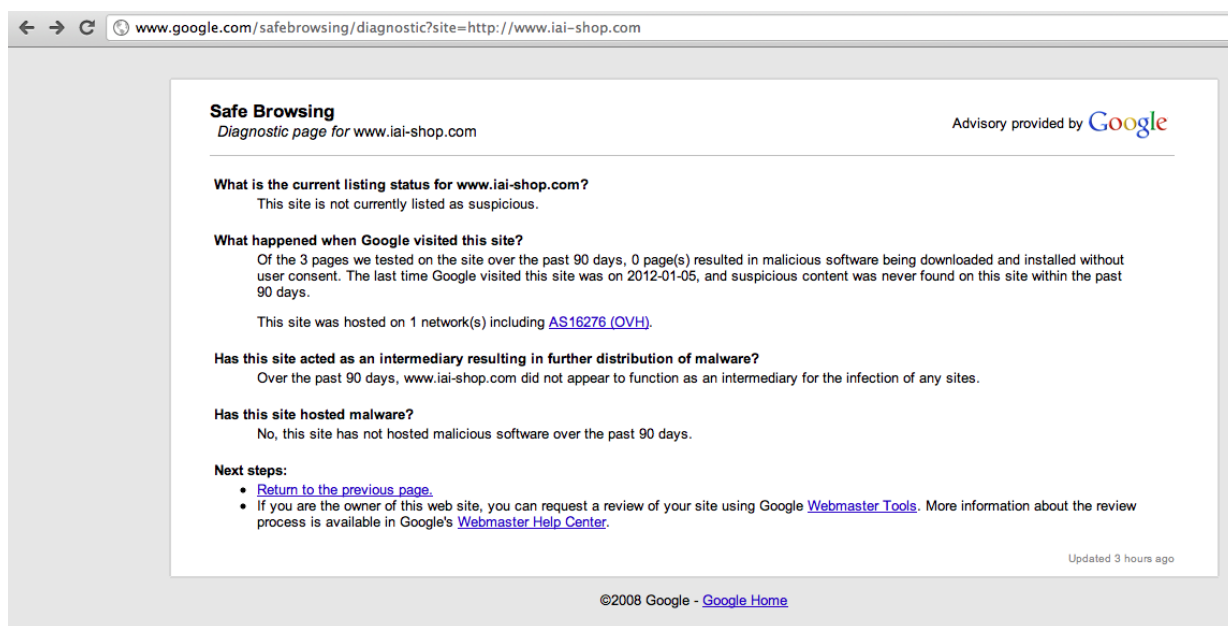 www.google.com/safebrowsing/diagnostic?site=http://www.iai-shop.com
Safe Browsing
Diagnostic page for www.iai-shop.com
Advisory provided by Google
What is the current listing status for www.iai-shop.com?
This site is not currently listed as suspicious.
What happened when Google visited this site?
Of the 3 pages we tested on the site over the past 90 days, 0 page(s) resulted in malicious software being downloaded and installed without
user consent. The last time Google visited this site was on 2012-01-05, and suspicious content was never found on this site within the past
90 days.
This site was hosted on 1 network(s) including AS16276 (OVH).
Has this site acted as an intermediary resulting in further distribution of malware?
Over the past 90 days, www.iai-shop.com did not appear to function as an intermediary for the infection of any sites.
Has this site hosted malware?
No, this site has not hosted malicious software over the past 90 days.
Next steps:
• Return to the previous page.
• If you are the owner of this web site, you can request a review of your site using Google Webmaster Tools. More information about the review
process is available in Google's Webmaster Help Center.
Updated 3 hours ago
©2008 Google - Google Home